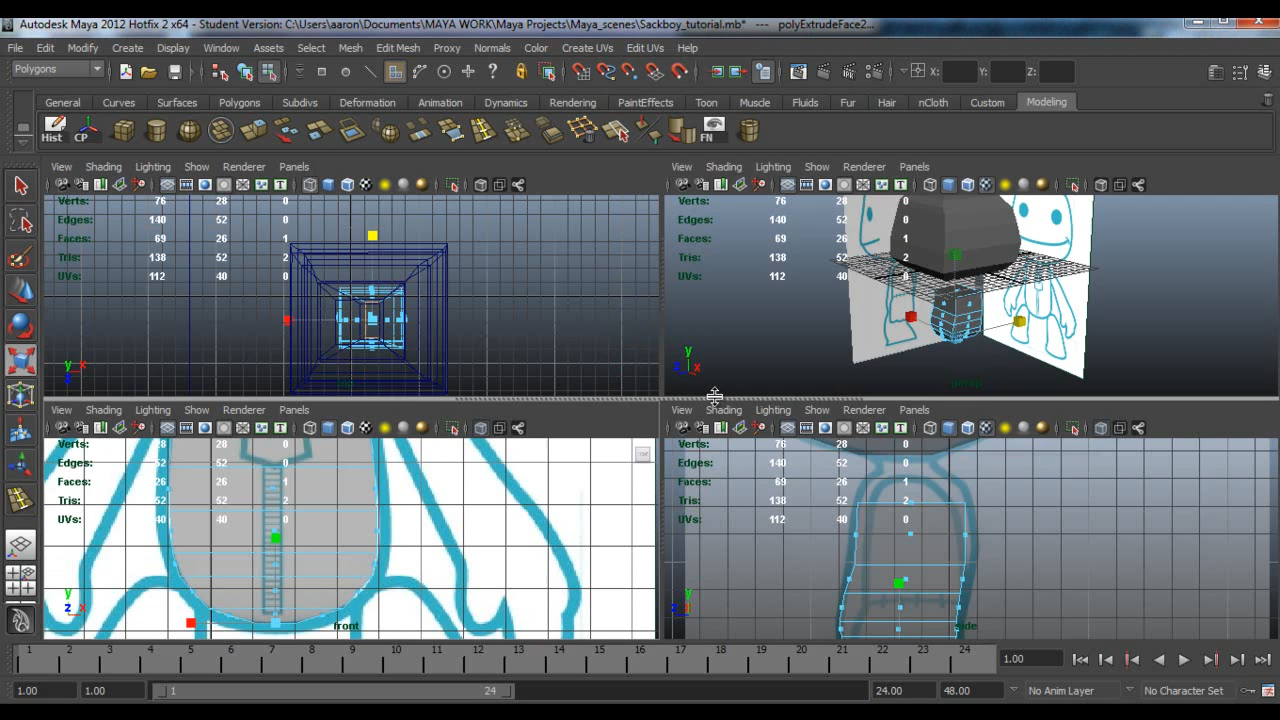 Autodesk Maya 2012 Hotfix 2 x64 - Student Version: C:\Users\aaron\Documents\MAYA WORK\Maya Projects\Maya_scenes\Sackboy_tutorial.mb* --- polyExtrudeFace2...
File Edit Modify Create Display Window Assets Select Mesh Edit Mesh Proxy Normals Color Create UVs Edit UVs Help
Polygons X: Y: Z:
General Curves Surfaces Polygons Subdivs Deformation Animation Dynamics Rendering PaintEffects Toon Muscle Fluids Fur Hair nCloth Custom Modeling
Hist CP FN
View Shading Lighting Show Renderer Panels
Verts: 76 28 0
Edges: 140 52 0
Faces: 69 26 1
Tris: 138 52 2
UVs: 112 40 0
y x z
top
View Shading Lighting Show Renderer Panels
Verts: 76 28 0
Edges: 140 52 0
Faces: 69 26 1
Tris: 138 52 2
UVs: 112 40 0
y z x
persp
View Shading Lighting Show Renderer Panels
Verts: 28 28 0
Edges: 52 52 0
Faces: 26 26 1
Tris: 52 52 2
UVs: 40 40 0
y z x
front
View Shading Lighting Show Renderer Panels
Verts: 76 28 0
Edges: 140 52 0
Faces: 69 26 1
Tris: 138 52 2
UVs: 112 40 0
y z
side
1 2 3 4 5 6 7 8 9 10 11 12 13 14 15 16 17 18 19 20 21 22 23 24 1.00
1.00 1.00 1 24 24.00 48.00 No Anim Layer No Character Set